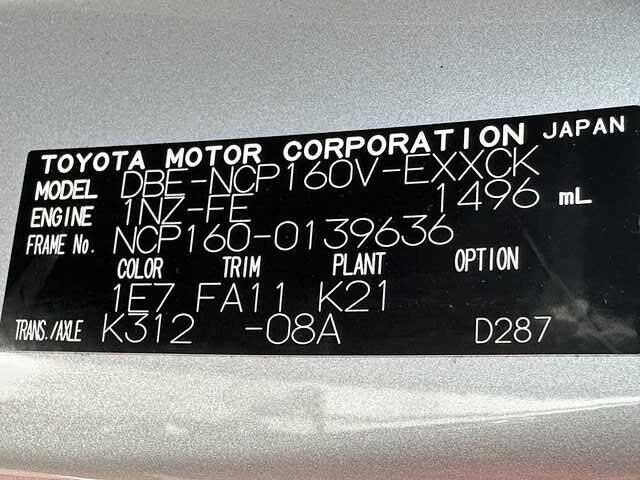 TOYOTA MOTOR CORPORATION JAPAN
MODEL DBE-NCP160V-EXXCK
ENGINE 1NZ-FE 1496 mL
FRAME No. NCP160-0139636
COLOR TRIM PLANT OPTION
1E7 FA11 K21
TRANS./AXLE K312 -08A D287